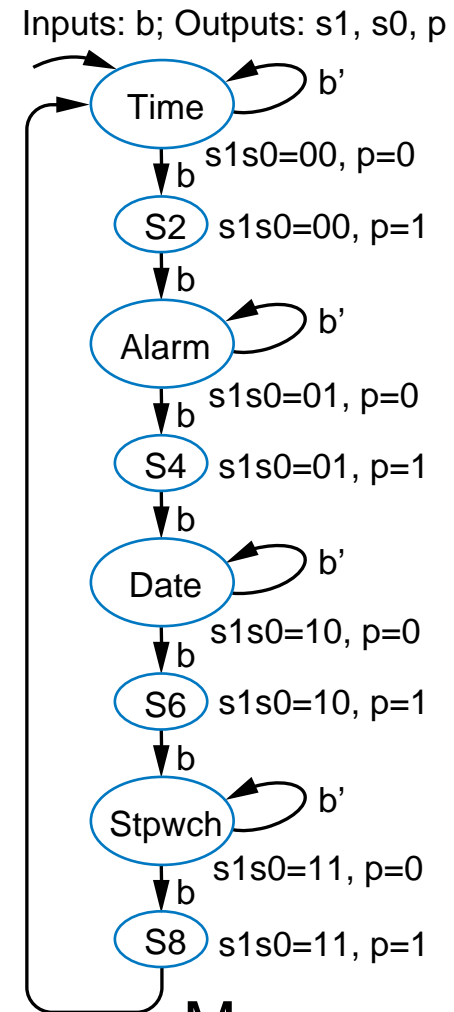 Inputs: b; Outputs: s1, s0, p
b’
Time
s1s0=00, p=0
b
S2 s1s0=00, p=1
b
b’
Alarm
s1s0=01, p=0
b
S4 s1s0=01, p=1
b
b’
Date
s1s0=10, p=0
b
S6 s1s0=10, p=1
b
b’
Stpwch
s1s0=11, p=0
b
S8 s1s0=11, p=1